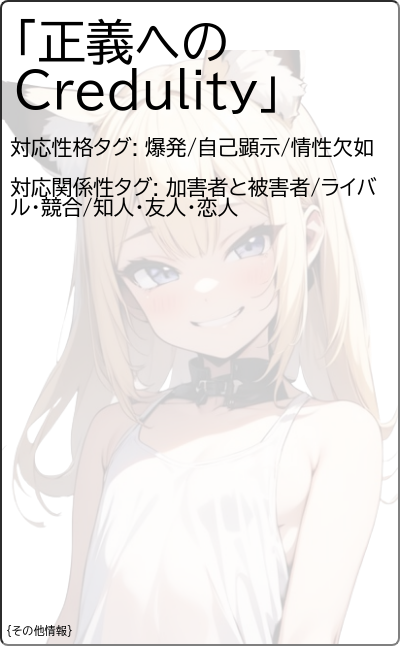 「正義への
Credulity」
対応性格タグ: 爆発/自己顕示/情性欠如
対応関係性タグ: 加害者と被害者/ライバ
ル・競合/知人・友人・恋人
{その他情報}